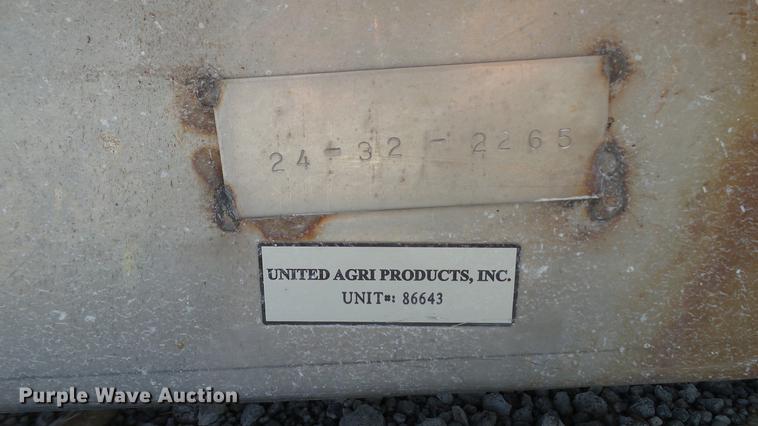 24-32-2265
UNITED AGRI PRODUCTS, INC.
UNIT#: 86643
Purple Wave Auction